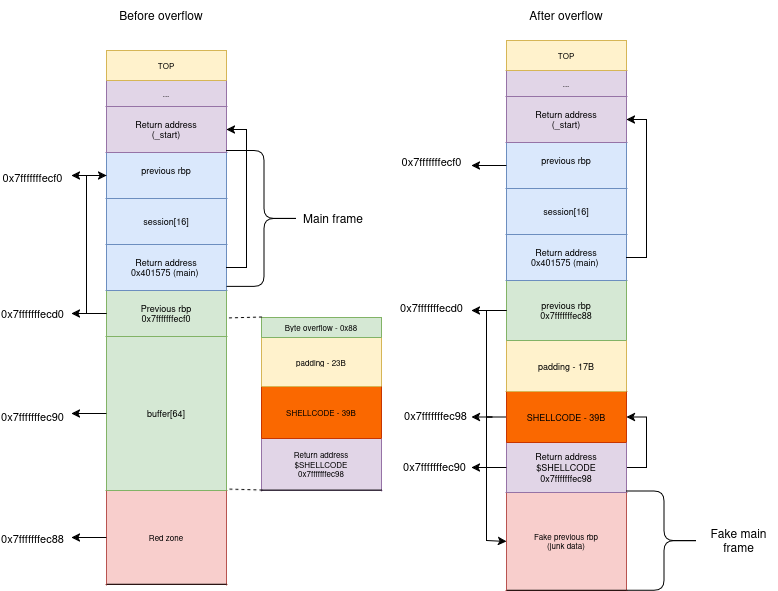 Before overflow
TOP
...
Return address
(_start)
0x7fffffffecf0
previous rbp
session[16]
Main frame
Return address
0x401575 (main)
0x7fffffffecd0
Previous rbp
0x7fffffffecf0
Byte overflow - 0x88
padding - 23B
0x7fffffffec90
buffer[64]
SHELLCODE - 39B
Return address
$SHELLCODE
0x7fffffffec98
0x7fffffffec88
Red zone
After overflow
TOP
...
Return address
(_start)
0x7fffffffecf0
previous rbp
session[16]
Return address
0x401575 (main)
0x7fffffffecd0
previous rbp
0x7fffffffec88
padding - 17B
0x7fffffffec98
SHELLCODE - 39B
0x7fffffffec90
Return address
$SHELLCODE
0x7fffffffec98
Fake previous rbp
(junk data)
Fake main
frame